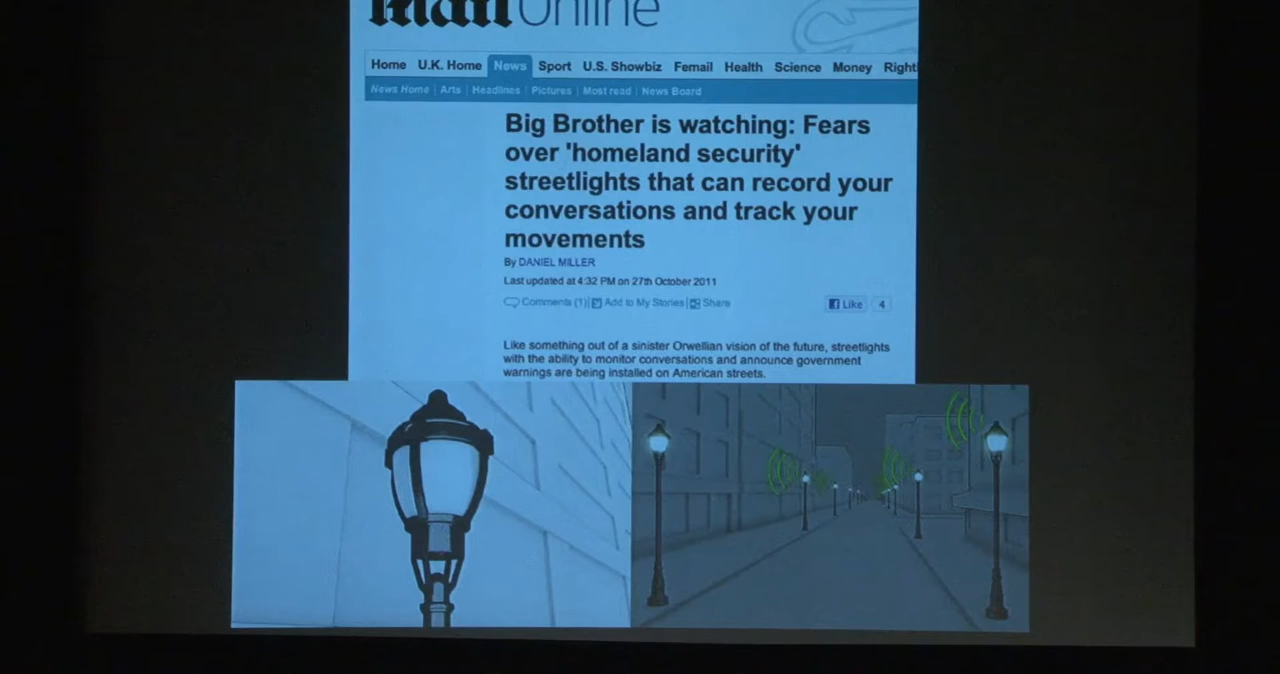 Mail Online
Home U.K. Home News Sport U.S. Showbiz Femail Health Science Money Right
News Home | Arts | Headlines | Pictures | Most read | News Board
Big Brother is watching: Fears
over 'homeland security'
streetlights that can record your
conversations and track your
movements
By DANIEL MILLER
Last updated at 4:32 PM on 27th October 2011
Comments (1) | Add to My Stories | Share
Like 4
Like something out of a sinister Orwellian vision of the future, streetlights
with the ability to monitor conversations and announce government
warnings are being installed on American streets.